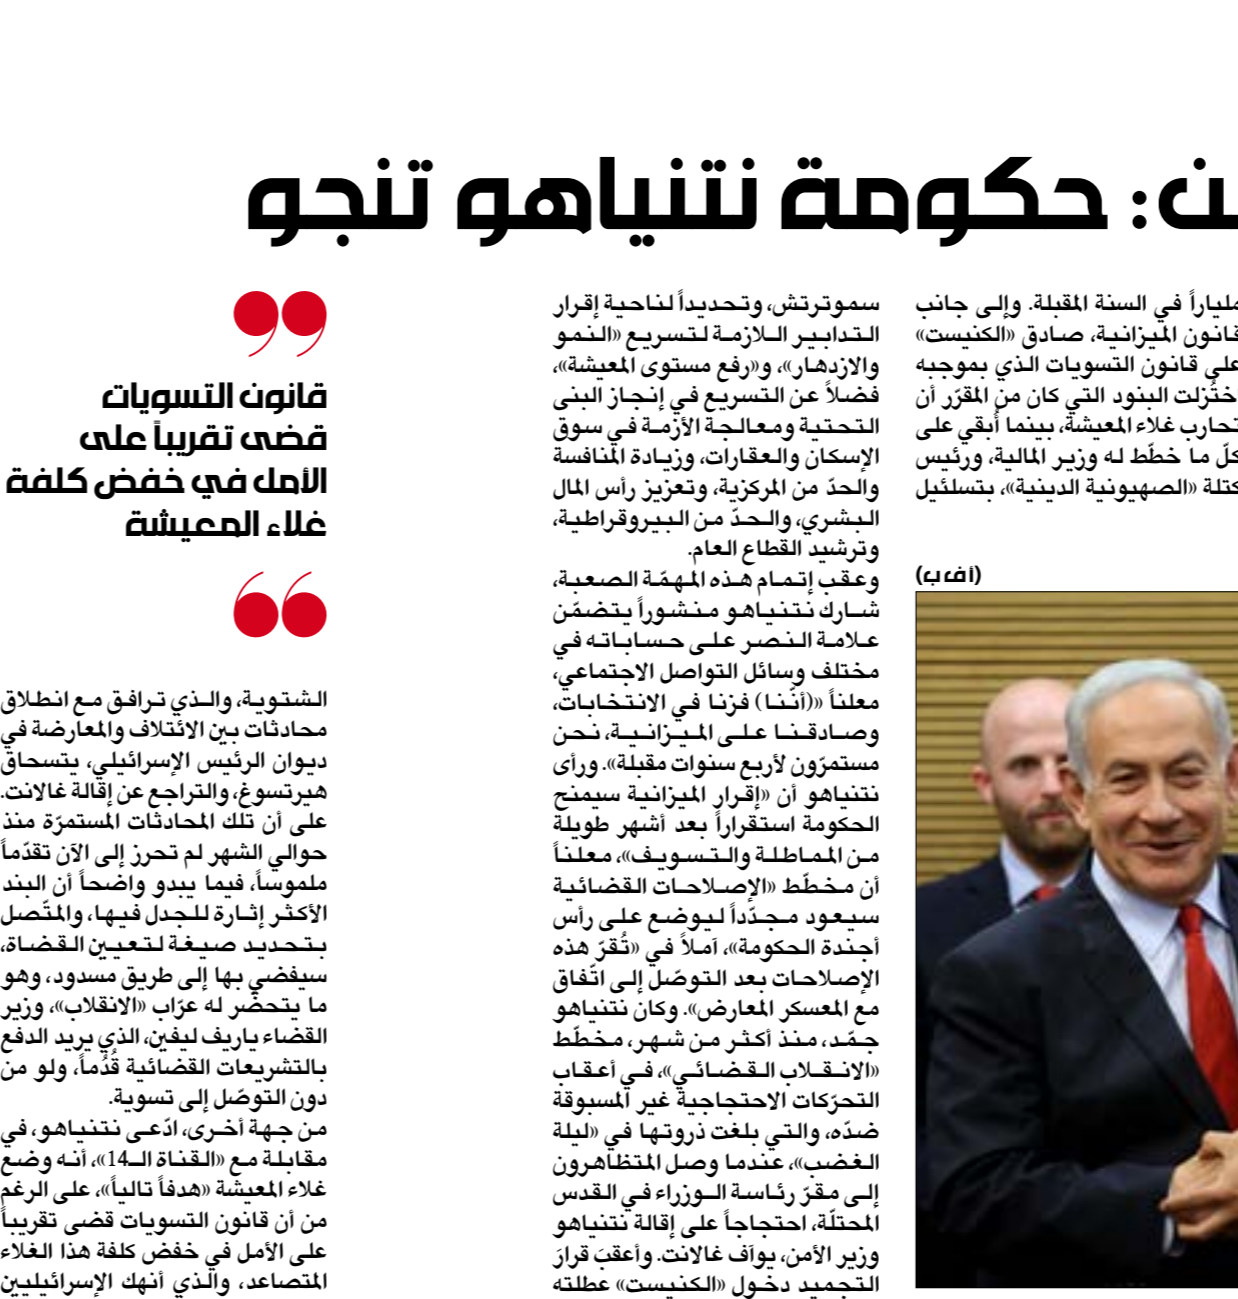 ن: حكومة نتنياهو تنجو
ملياراً في السنة المقبلة. وإلى جانب
قانون الميزانية، صادق «الكنيست»
على قانون التسويات الذي بموجبه
اختُزلت البنود التي كان من المقرّر أن
تحارب غلاء المعيشة، بينما أُبقي على
كلّ ما خطّط له وزير المالية، ورئيس
كتلة «الصهيونية الدينية»، بتسلئيل
(أف ب)
سموترتش، وتحديداً لناحية إقرار
التدابير اللازمة لتسريع «النمو
والازدهار»، و«رفع مستوى المعيشة»،
فضلاً عن التسريع في إنجاز البنى
التحتية ومعالجة الأزمة في سوق
الإسكان والعقارات، وزيادة المنافسة
والحدّ من المركزية، وتعزيز رأس المال
البشري، والحدّ من البيروقراطية،
وترشيد القطاع العام.
وعقب إتمام هذه المهمّة الصعبة،
شارك نتنياهو منشوراً يتضمّن
علامة النصر على حساباته في
مختلف وسائل التواصل الاجتماعي،
معلناً «(أنّنا) فزنا في الانتخابات،
وصادقنا على الميزانية، نحن
مستمرّون لأربع سنوات مقبلة». ورأى
نتنياهو أن «إقرار الميزانية سيمنح
الحكومة استقراراً بعد أشهر طويلة
من المماطلة والتسويف»، معلناً
أن مخطّط «الإصلاحات القضائية
سيعود مجدّداً ليوضع على رأس
أجندة الحكومة»، آملاً في «تُقرّ هذه
الإصلاحات بعد التوصّل إلى اتّفاق
مع المعسكر المعارض». وكان نتنياهو
جمّد، منذ أكثر من شهر، مخطّط
«الانقلاب القضائي»، في أعقاب
التحرّكات الاحتجاجية غير المسبوقة
ضدّه، والتي بلغت ذروتها في «ليلة
الغضب»، عندما وصل المتظاهرون
إلى مقرّ رئاسة الوزراء في القدس
المحتلّة، احتجاجاً على إقالة نتنياهو
وزير الأمن، يوآف غالانت. وأعقبَ قرارَ
التجميد دخول «الكنيست» عطلته
قانون التسويات
قضى تقريباً على
الأمل في خفض كلفة
غلاء المعيشة
الشتوية، والذي ترافق مع انطلاق
محادثات بين الائتلاف والمعارضة في
ديوان الرئيس الإسرائيلي، يتسحاق
هيرتسوغ، والتراجع عن إقالة غالانت.
على أن تلك المحادثات المستمرّة منذ
حوالي الشهر لم تحرز إلى الآن تقدّماً
ملموساً، فيما يبدو واضحاً أن البند
الأكثر إثارة للجدل فيها، والمتّصل
بتحديد صيغة لتعيين القضاة،
سيفضي بها إلى طريق مسدود، وهو
ما يتحضّر له عرّاب «الانقلاب»، وزير
القضاء ياريف ليفين، الذي يريد الدفع
بالتشريعات القضائية قُدُماً، ولو من
دون التوصّل إلى تسوية.
من جهة أخرى، ادّعى نتنياهو، في
مقابلة مع «القناة الـ14»، أنه وضع
غلاء المعيشة «هدفاً تالياً»، على الرغم
من أن قانون التسويات قضى تقريباً
على الأمل في خفض كلفة هذا الغلاء
المتصاعد، والذي أنهك الإسرائيليين